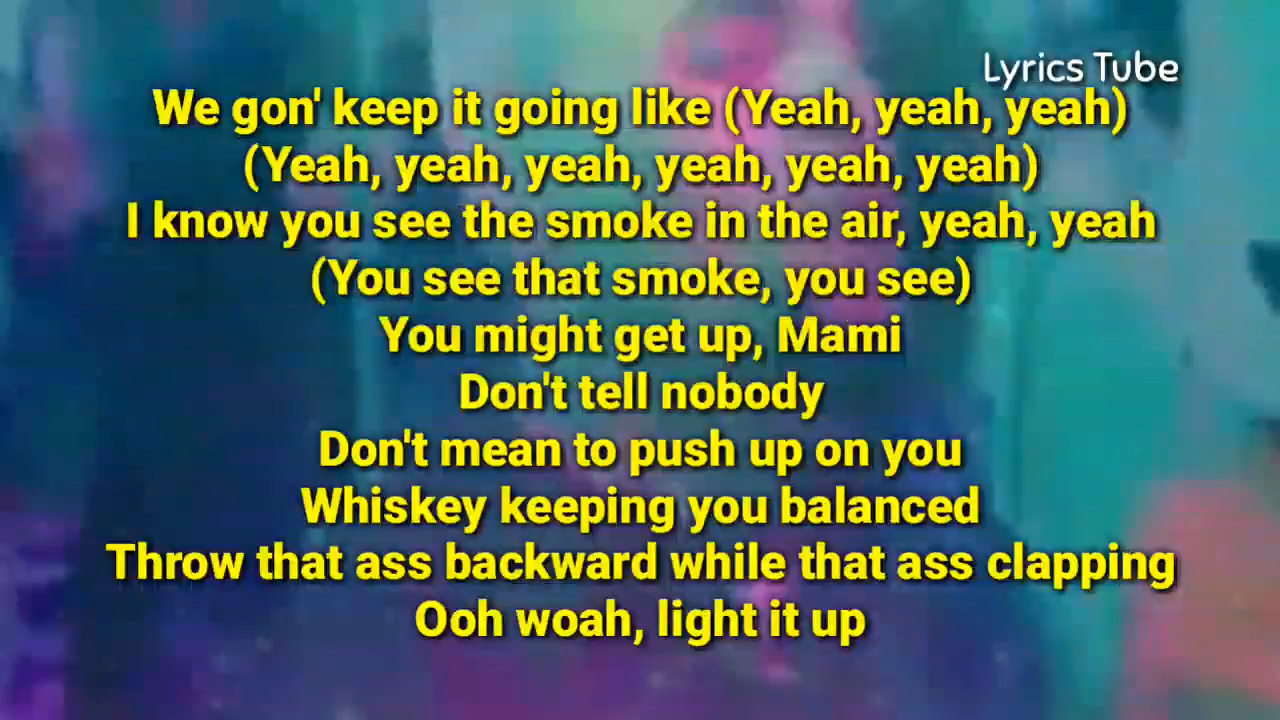 Lyrics Tube
We gon' keep it going like (Yeah, yeah, yeah)
(Yeah, yeah, yeah, yeah, yeah, yeah)
I know you see the smoke in the air, yeah, yeah
(You see that smoke, you see)
You might get up, Mami
Don't tell nobody
Don't mean to push up on you
Whiskey keeping you balanced
Throw that ass backward while that ass clapping
Ooh woah, light it up